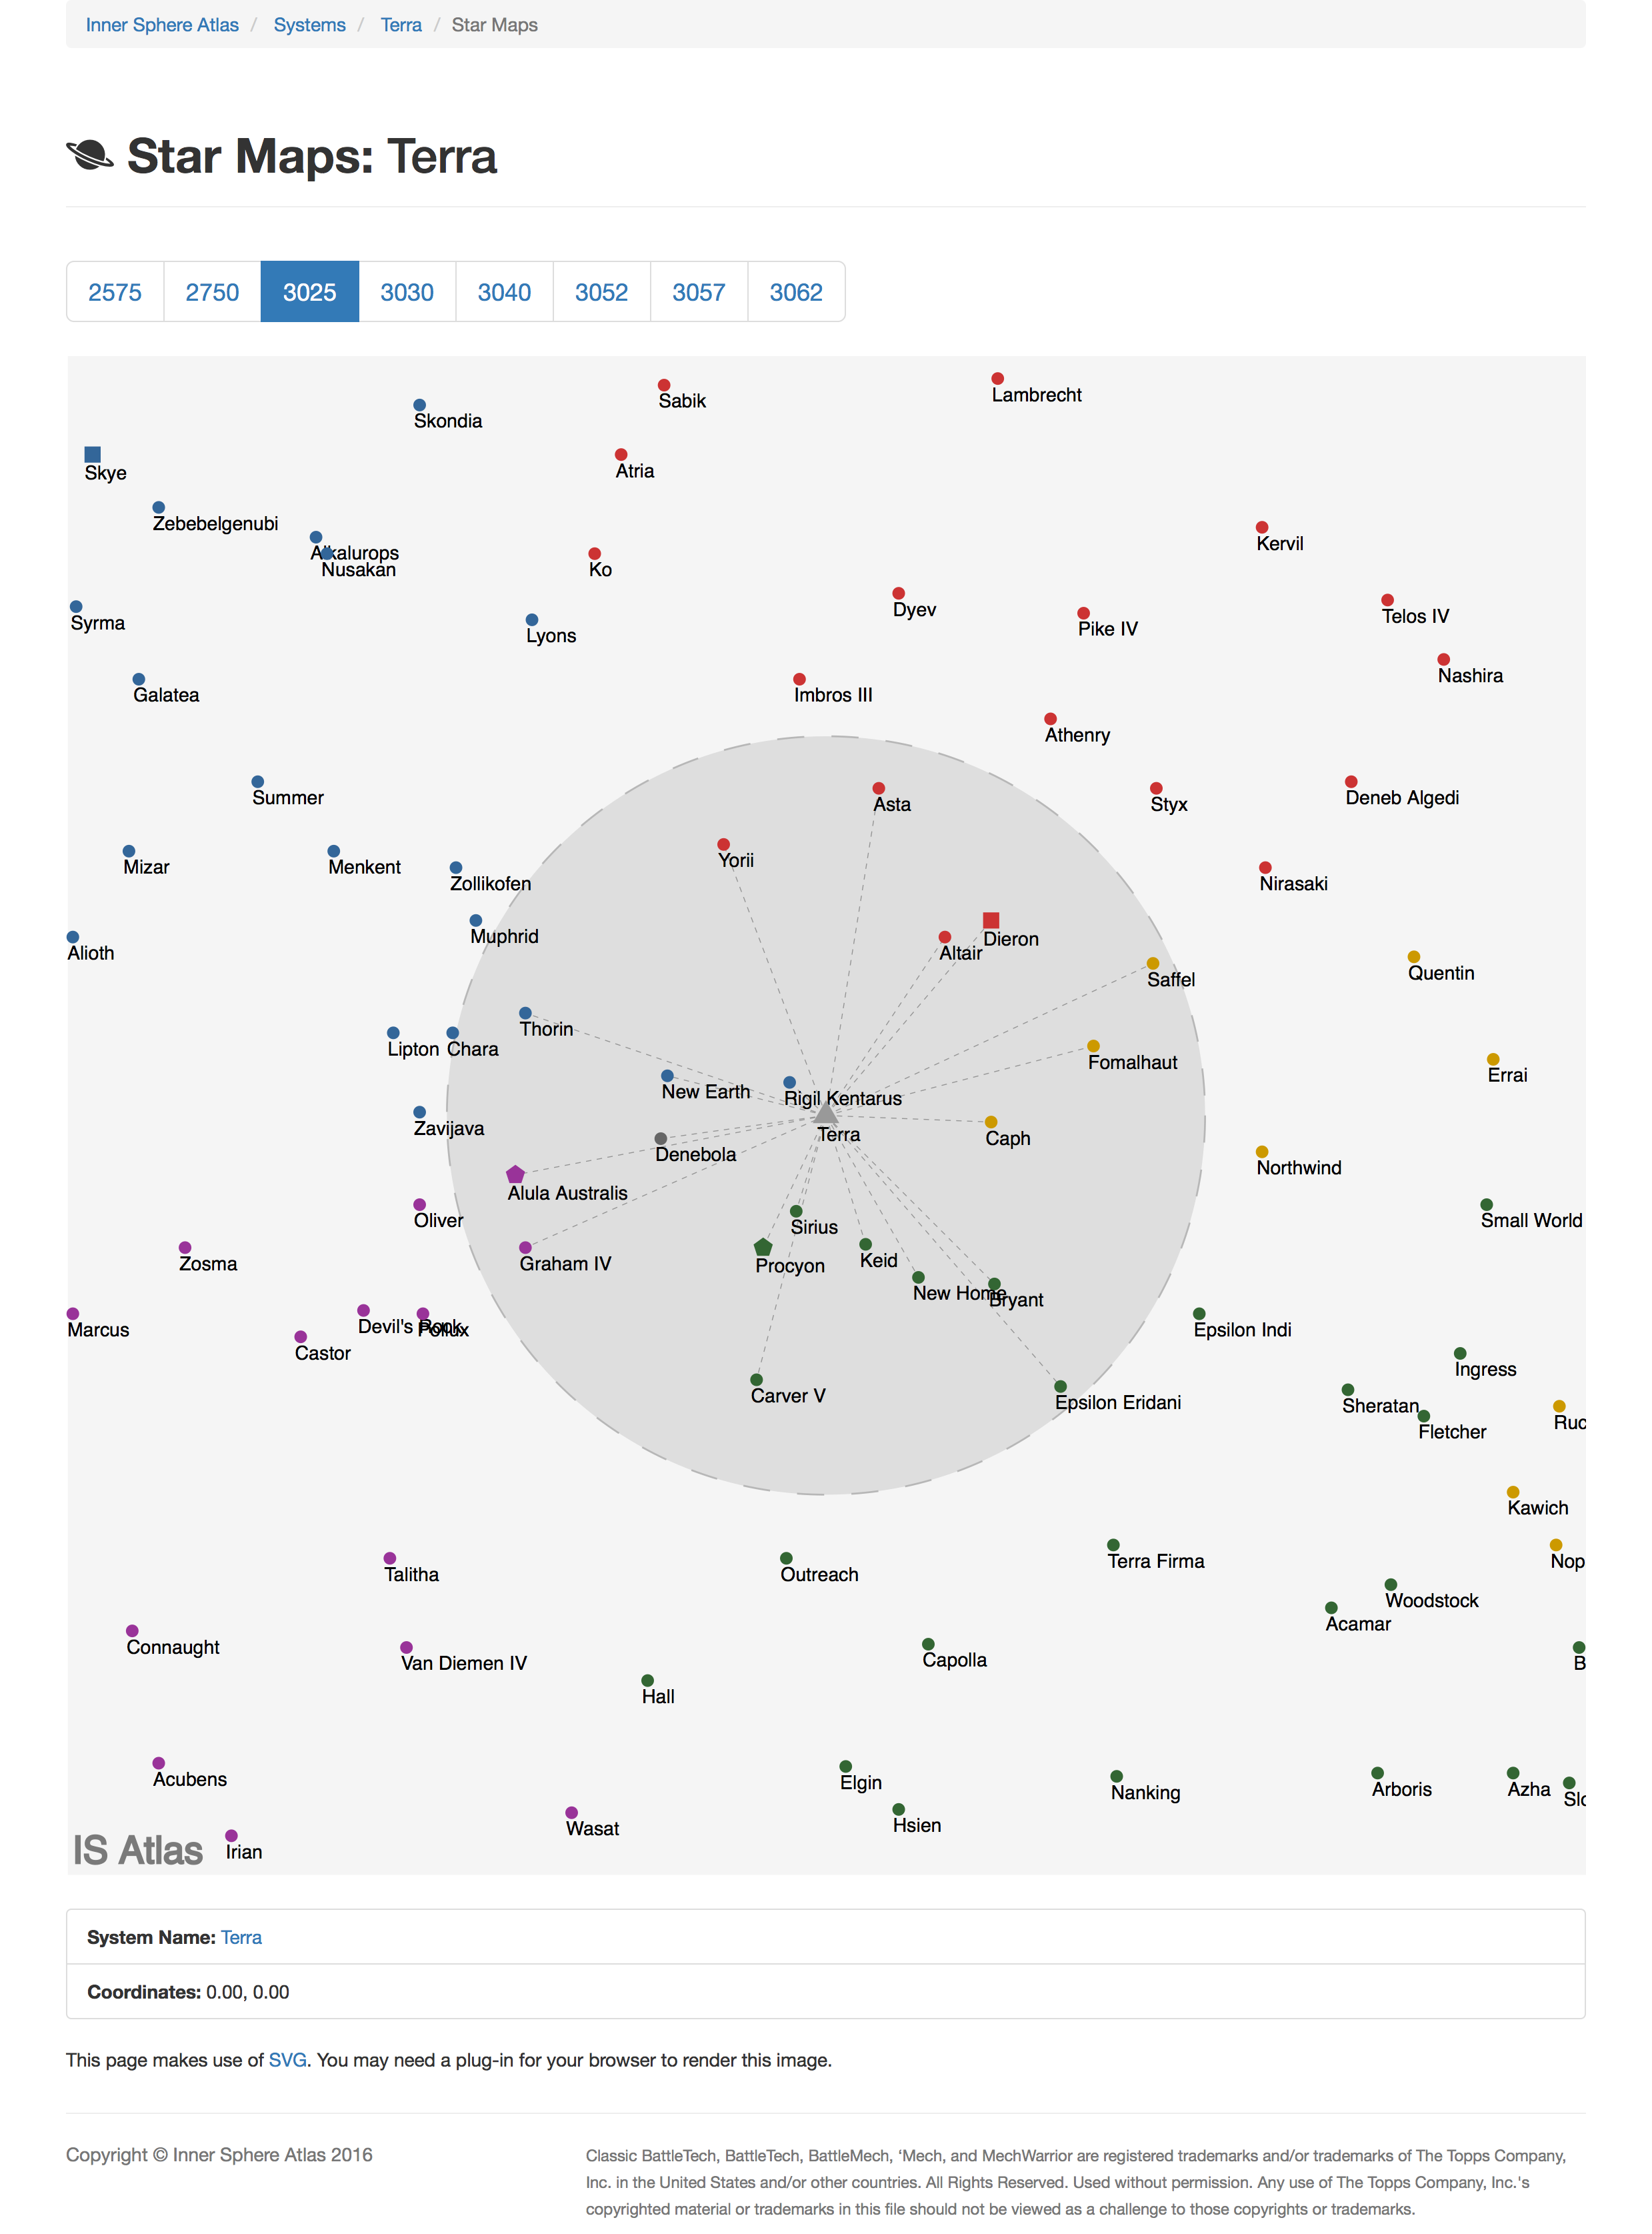 Inner Sphere Atlas / Systems / Terra / Star Maps
Star Maps: Terra
2575 2750 3025 3030 3040 3052 3057 3062
Lambrecht
Sabik
Skondia
Atria
Skye
Zebebelgenubi
Kervil
Alkalurops
Nusakan
Ko
Dyev
Telos IV
Syrma
Pike IV
Lyons
Nashira
Galatea
Imbros III
Athenry
Summer
Asta
Styx
Deneb Algedi
Yorii
Mizar
Menkent
Zollikofen
Nirasaki
Muphrid
Dieron
Alioth
Altair
Quentin
Saffel
Thorin
Lipton
Chara
Fomalhaut
Errai
New Earth
Rigil Kentarus
Zavijava
Terra
Caph
Denebola
Northwind
Alula Australis
Oliver
Small World
Sirius
Keid
Zosma
Graham IV
Procyon
New Home
Bryant
Devil's Rock
Pollux
Marcus
Epsilon Indi
Castor
Ingress
Carver V
Epsilon Eridani
Sheratan
Ruc
Fletcher
Kawich
Terra Firma
Nop
Talitha
Outreach
Woodstock
Acamar
Connaught
Capolla
Van Diemen IV
B
Hall
Acubens
Elgin
Nanking
Arboris
Azha
Slo
Hsien
Wasat
Irian
IS Atlas
System Name: Terra
Coordinates: 0.00, 0.00
This page makes use of SVG. You may need a plug-in for your browser to render this image.
Copyright © Inner Sphere Atlas 2016
Classic BattleTech, BattleTech, BattleMech, ‘Mech, and MechWarrior are registered trademarks and/or trademarks of The Topps Company,
Inc. in the United States and/or other countries. All Rights Reserved. Used without permission. Any use of The Topps Company, Inc.'s
copyrighted material or trademarks in this file should not be viewed as a challenge to those copyrights or trademarks.